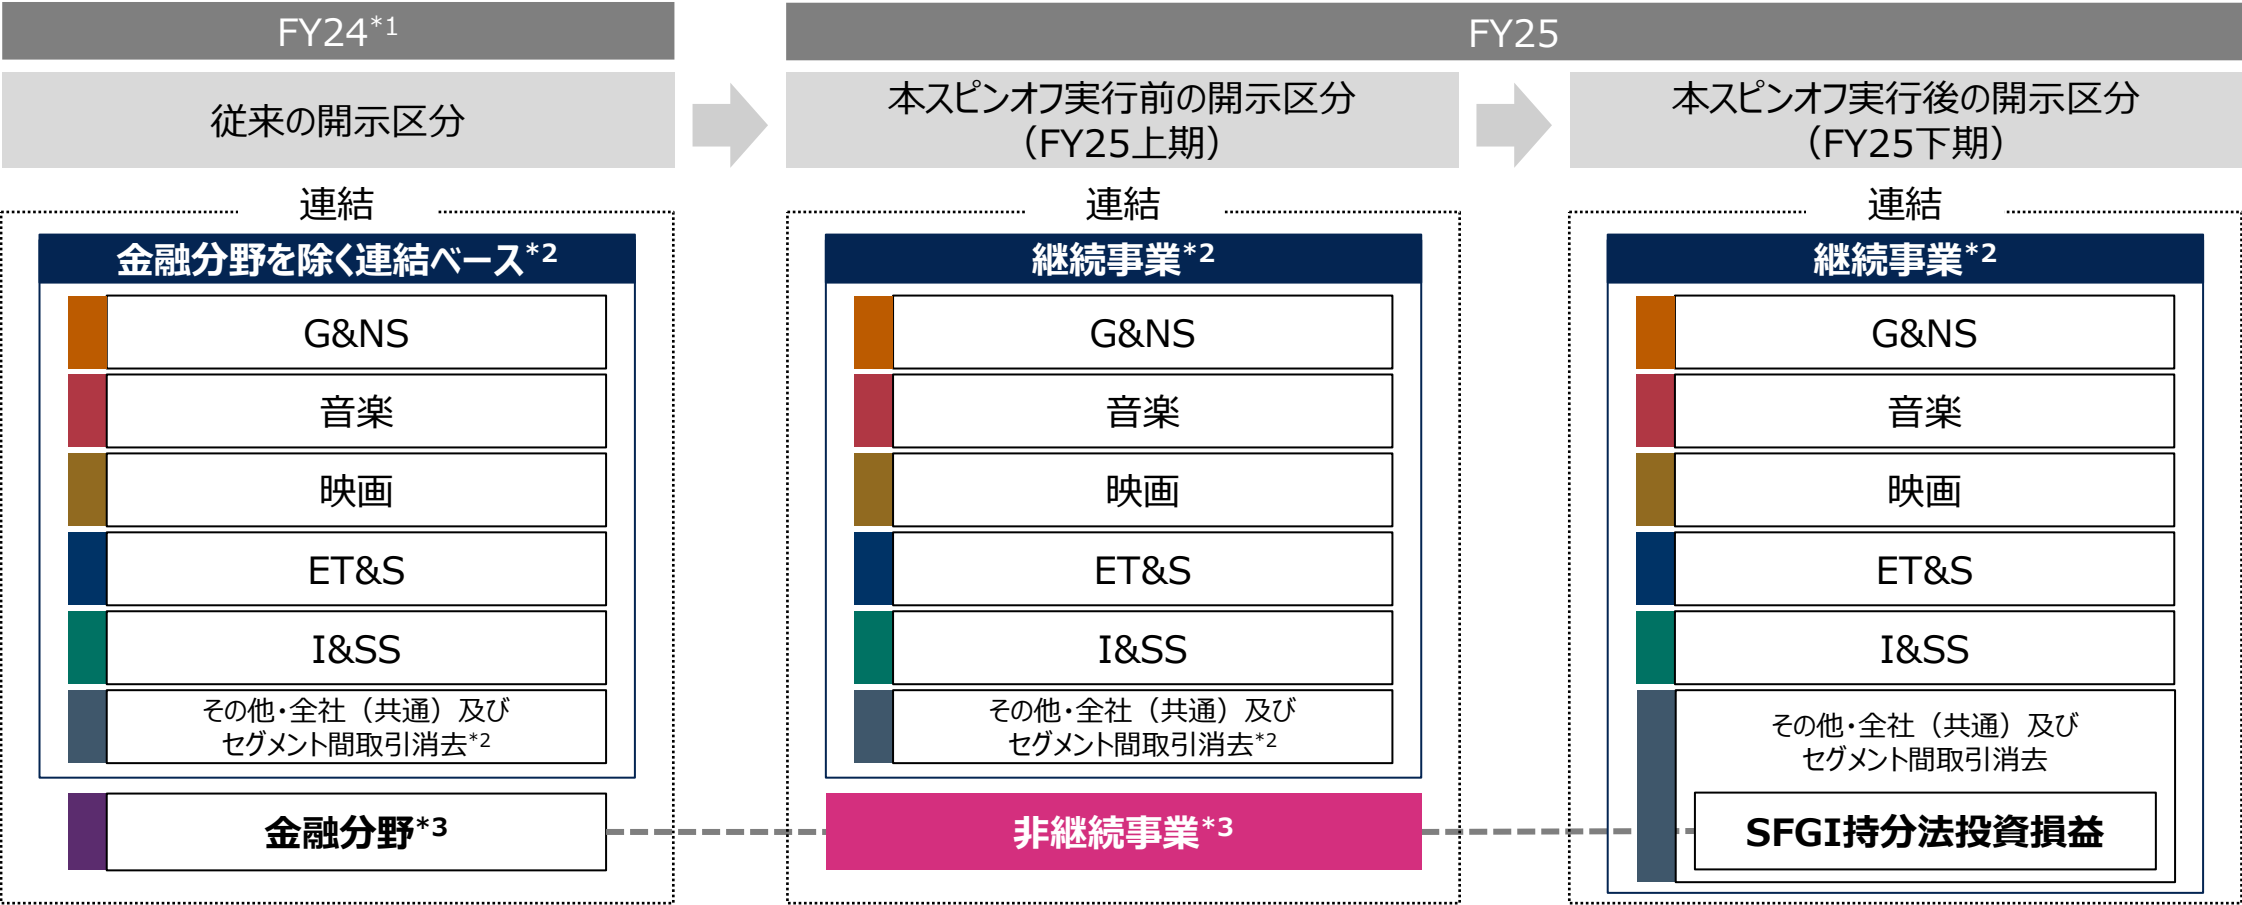 FY24*1
FY25
従来の開示区分
本スピンオフ実行前の開示区分
（FY25上期）
本スピンオフ実行後の開示区分
（FY25下期）
連結
金融分野を除く連結ベース*2
G&NS
音楽
映画
ET&S
I&SS
その他・全社（共通）及び
セグメント間取引消去*2
金融分野*3
連結
継続事業*2
G&NS
音楽
映画
ET&S
I&SS
その他・全社（共通）及び
セグメント間取引消去*2
非継続事業*3
連結
継続事業*2
G&NS
音楽
映画
ET&S
I&SS
その他・全社（共通）及び
セグメント間取引消去
SFGI持分法投資損益